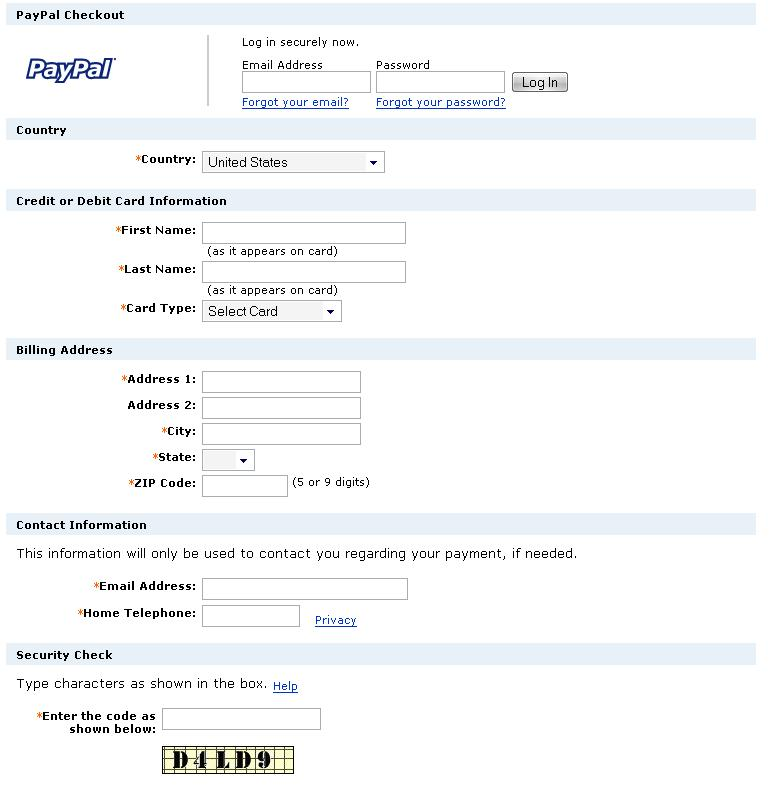 PayPal Checkout
PayPal
Log in securely now.
Email Address Password
Log In
Forgot your email? Forgot your password?
Country
*Country: United States
Credit or Debit Card Information
*First Name:
(as it appears on card)
*Last Name:
(as it appears on card)
*Card Type: Select Card
Billing Address
*Address 1:
Address 2:
*City:
*State:
*ZIP Code: (5 or 9 digits)
Contact Information
This information will only be used to contact you regarding your payment, if needed.
*Email Address:
*Home Telephone: Privacy
Security Check
Type characters as shown in the box. Help
*Enter the code as
shown below:
D4LD9